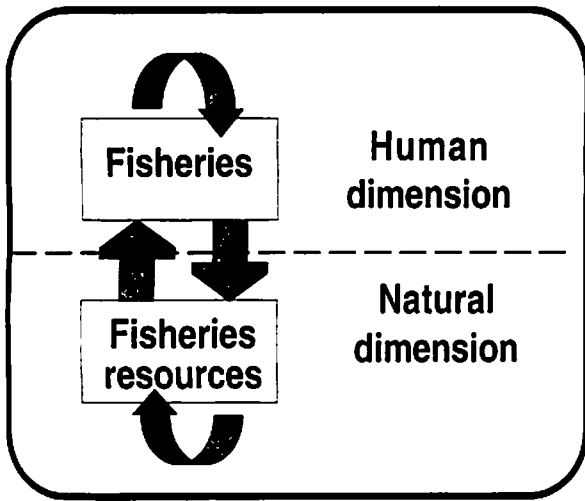 Fisheries
Human
dimension
Fisheries
resources
Natural
dimension